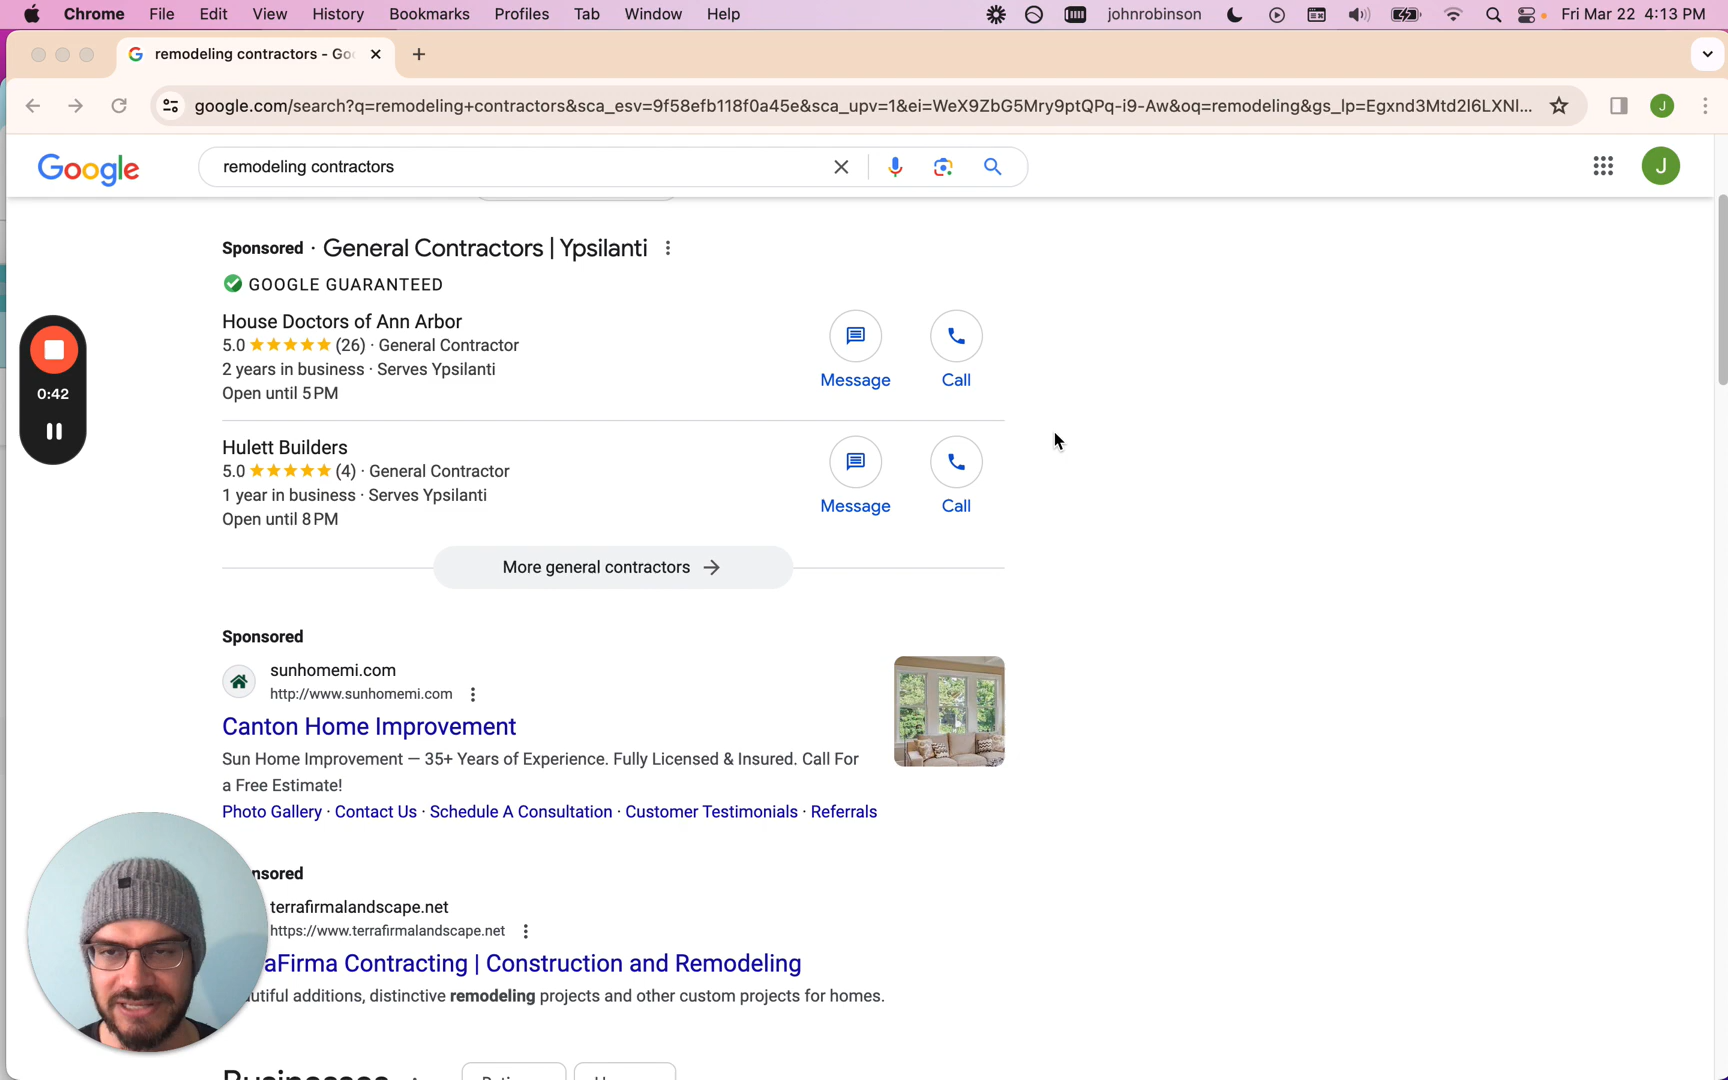 Chrome File Edit View History Bookmarks Profiles Tab Window Help johnrobinson Fri Mar 22 4:13 PM
remodeling contractors - Go
google.com/search?q=remodeling+contractors&sca_esv=9f58efb118f0a45e&sca_upv=1&ei=WeX9ZbG5Mry9ptQPq-i9-Aw&oq=remodeling&gs_lp=Egxnd3Mtd2l6LXNl... J
Google remodeling contractors J
Sponsored · General Contractors | Ypsilanti
GOOGLE GUARANTEED
House Doctors of Ann Arbor
5.0 (26) · General Contractor
2 years in business · Serves Ypsilanti
Open until 5 PM
Message Call
0:42
Hulett Builders
5.0 (4) · General Contractor
1 year in business · Serves Ypsilanti
Open until 8 PM
Message Call
More general contractors
Sponsored
sunhomemi.com
http://www.sunhomemi.com
Canton Home Improvement
Sun Home Improvement — 35+ Years of Experience. Fully Licensed & Insured. Call For
a Free Estimate!
Photo Gallery · Contact Us · Schedule A Consultation · Customer Testimonials · Referrals
nsored
terrafirmalandscape.net
https://www.terrafirmalandscape.net
aFirma Contracting | Construction and Remodeling
utiful additions, distinctive remodeling projects and other custom projects for homes.
Businesses